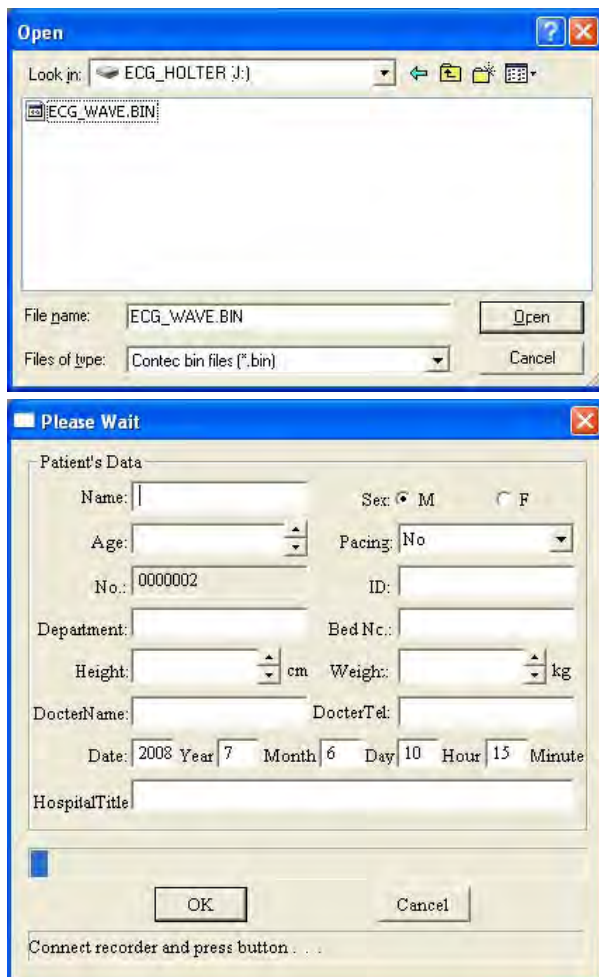 Open
Look in: ECG_HOLTER (J:)
ECG_WAVE.BIN
File name: ECG_WAVE.BIN Open
Files of type: Contec bin files (*.bin) Cancel
Please Wait
Patient's Data
Name: Sex: M F
Age: Pacing: No
No.: 0000002 ID:
Department: Bed No.:
Height: cm Weight: kg
DocterName: DocterTel:
Date: 2008 Year 7 Month 6 Day 10 Hour 15 Minute
HospitalTitle
OK Cancel
Connect recorder and press button . . .